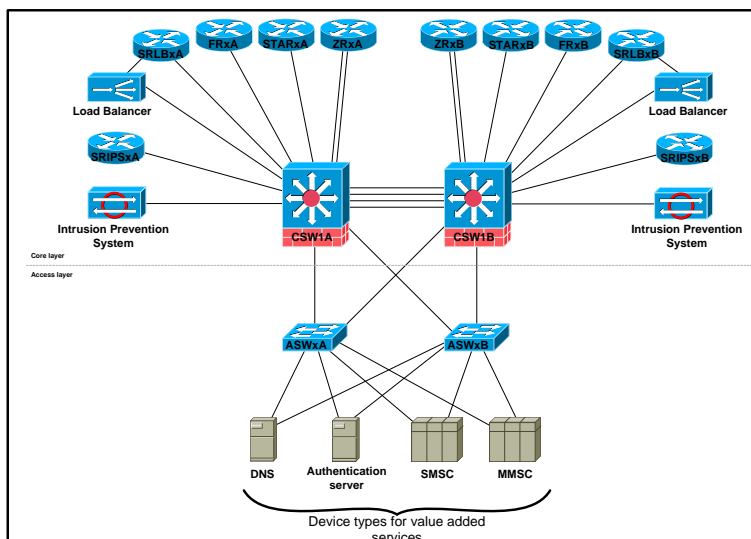 FRxA
STARxA
ZRxA
ZRxB
STARxB
FRxB
SRLBxA
SRLBxB
Load Balancer
Load Balancer
SRIPSxA
SRIPSxB
Intrusion Prevention
System
Intrusion Prevention
System
CSW1A
CSW1B
Core layer
Access layer
ASWxA
ASWxB
DNS
Authentication
server
SMSC
MMSC
Device types for value added
services